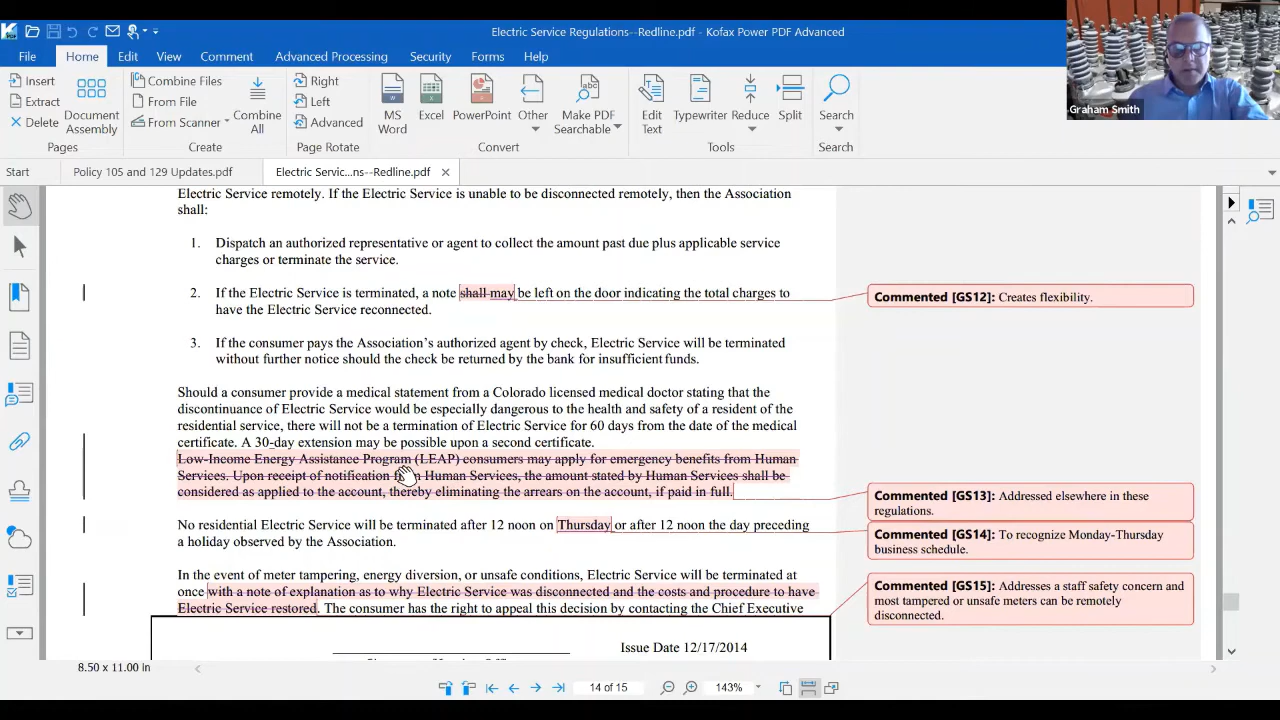 Electric Service Regulations--Redline.pdf - Kofax Power PDF Advanced
File Home Edit View Comment Advanced Processing Security Forms Help
Insert
Extract
Delete
Document
Assembly
Pages
Combine Files
From File
From Scanner
Combine
All
Create
Right
Left
Advanced
Page Rotate
MS
Word
Excel
PowerPoint
Other
Make PDF
Searchable
Convert
Edit
Text
Typewriter
Reduce
Split
Tools
Search
Search
Graham Smith
Start
Policy 105 and 129 Updates.pdf
Electric Servic...ns--Redline.pdf
Electric Service remotely. If the Electric Service is unable to be disconnected remotely, then the Association
shall:
1. Dispatch an authorized representative or agent to collect the amount past due plus applicable service
charges or terminate the service.
2. If the Electric Service is terminated, a note shall may be left on the door indicating the total charges to
have the Electric Service reconnected.
Commented [GS12]: Creates flexibility.
3. If the consumer pays the Association's authorized agent by check, Electric Service will be terminated
without further notice should the check be returned by the bank for insufficient funds.
Should a consumer provide a medical statement from a Colorado licensed medical doctor stating that the
discontinuance of Electric Service would be especially dangerous to the health and safety of a resident of the
residential service, there will not be a termination of Electric Service for 60 days from the date of the medical
certificate. A 30-day extension may be possible upon a second certificate.
Low-Income Energy Assistance Program (LEAP) consumers may apply for emergency benefits from Human
Services. Upon receipt of notification from Human Services, the amount stated by Human Services shall be
considered as applied to the account, thereby eliminating the arrears on the account, if paid in full.
Commented [GS13]: Addressed elsewhere in these
regulations.
No residential Electric Service will be terminated after 12 noon on Thursday or after 12 noon the day preceding
a holiday observed by the Association.
Commented [GS14]: To recognize Monday-Thursday
business schedule.
In the event of meter tampering, energy diversion, or unsafe conditions, Electric Service will be terminated at
once with a note of explanation as to why Electric Service was disconnected and the costs and procedure to have
Electric Service restored. The consumer has the right to appeal this decision by contacting the Chief Executive
Commented [GS15]: Addresses a staff safety concern and
most tampered or unsafe meters can be remotely
disconnected.
Issue Date 12/17/2014
8.50 x 11.00 in
14 of 15
143%